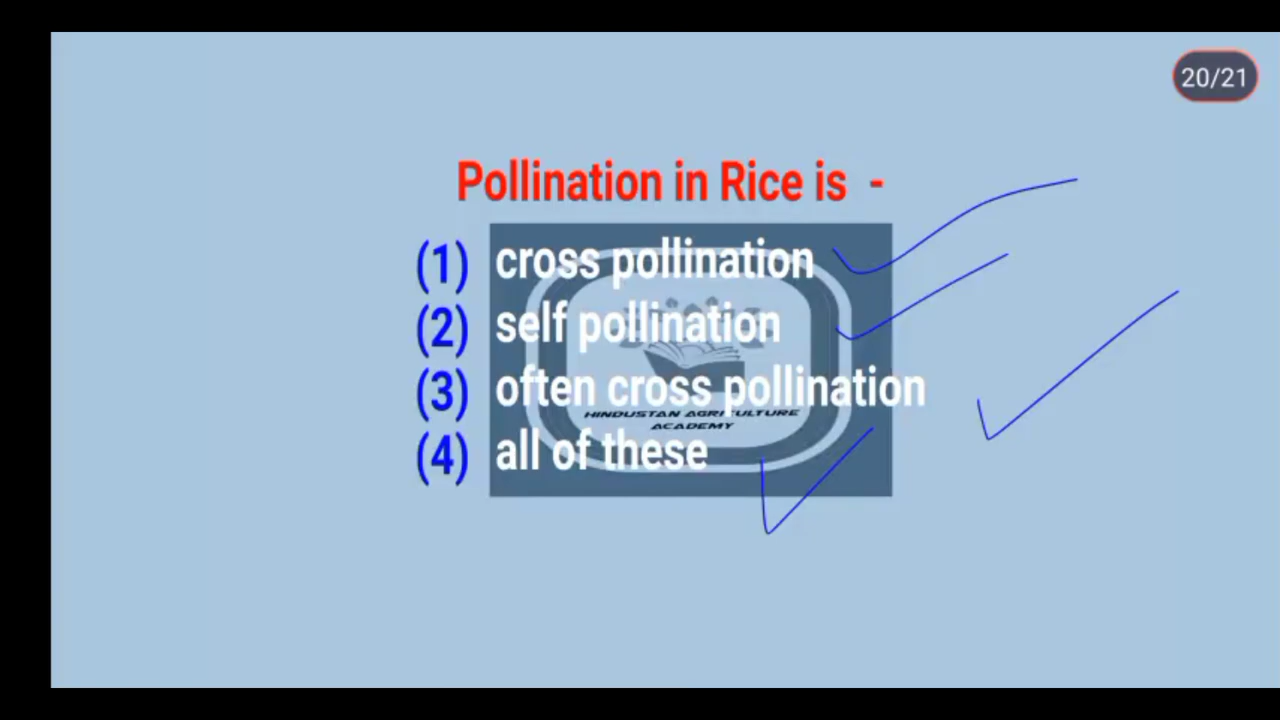 20/21
Pollination in Rice is -
(1) cross pollination
(2) self pollination
(3) often cross pollination
HINDUSTAN AGRICULTURE
ACADEMY
(4) all of these